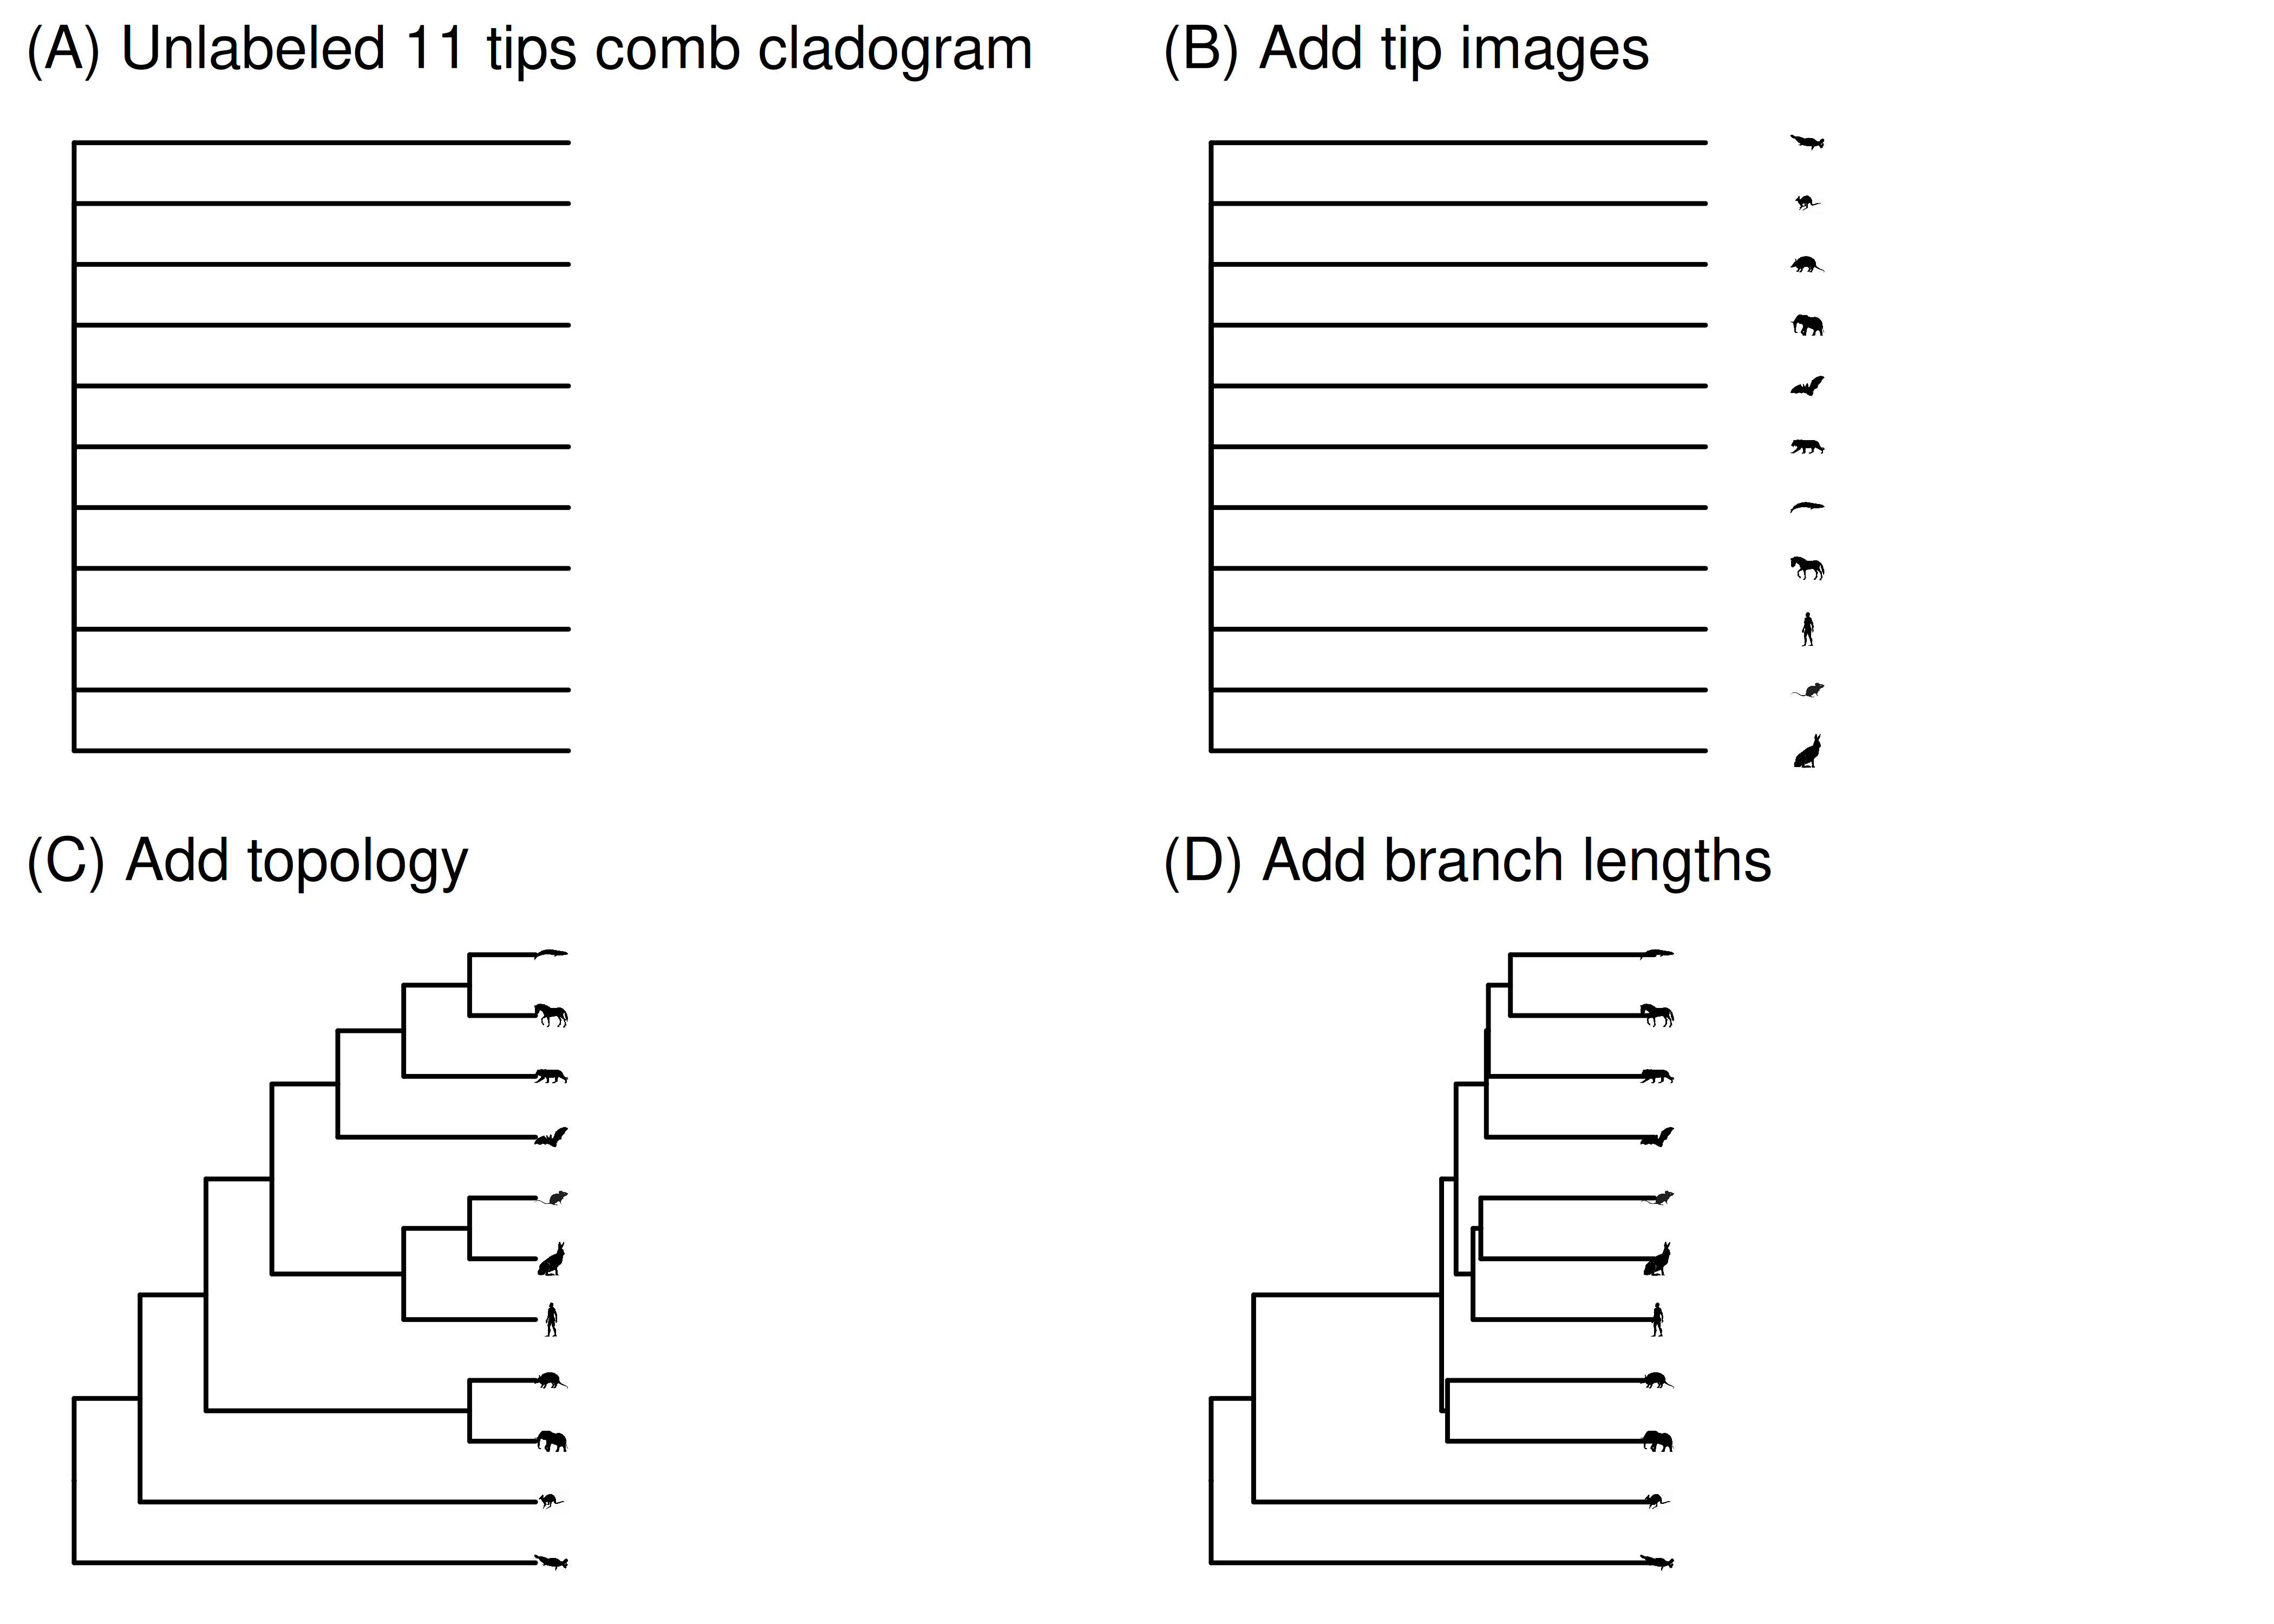 (A) Unlabeled 11 tips comb cladogram
(B) Add tip images
(C) Add topology
(D) Add branch lengths